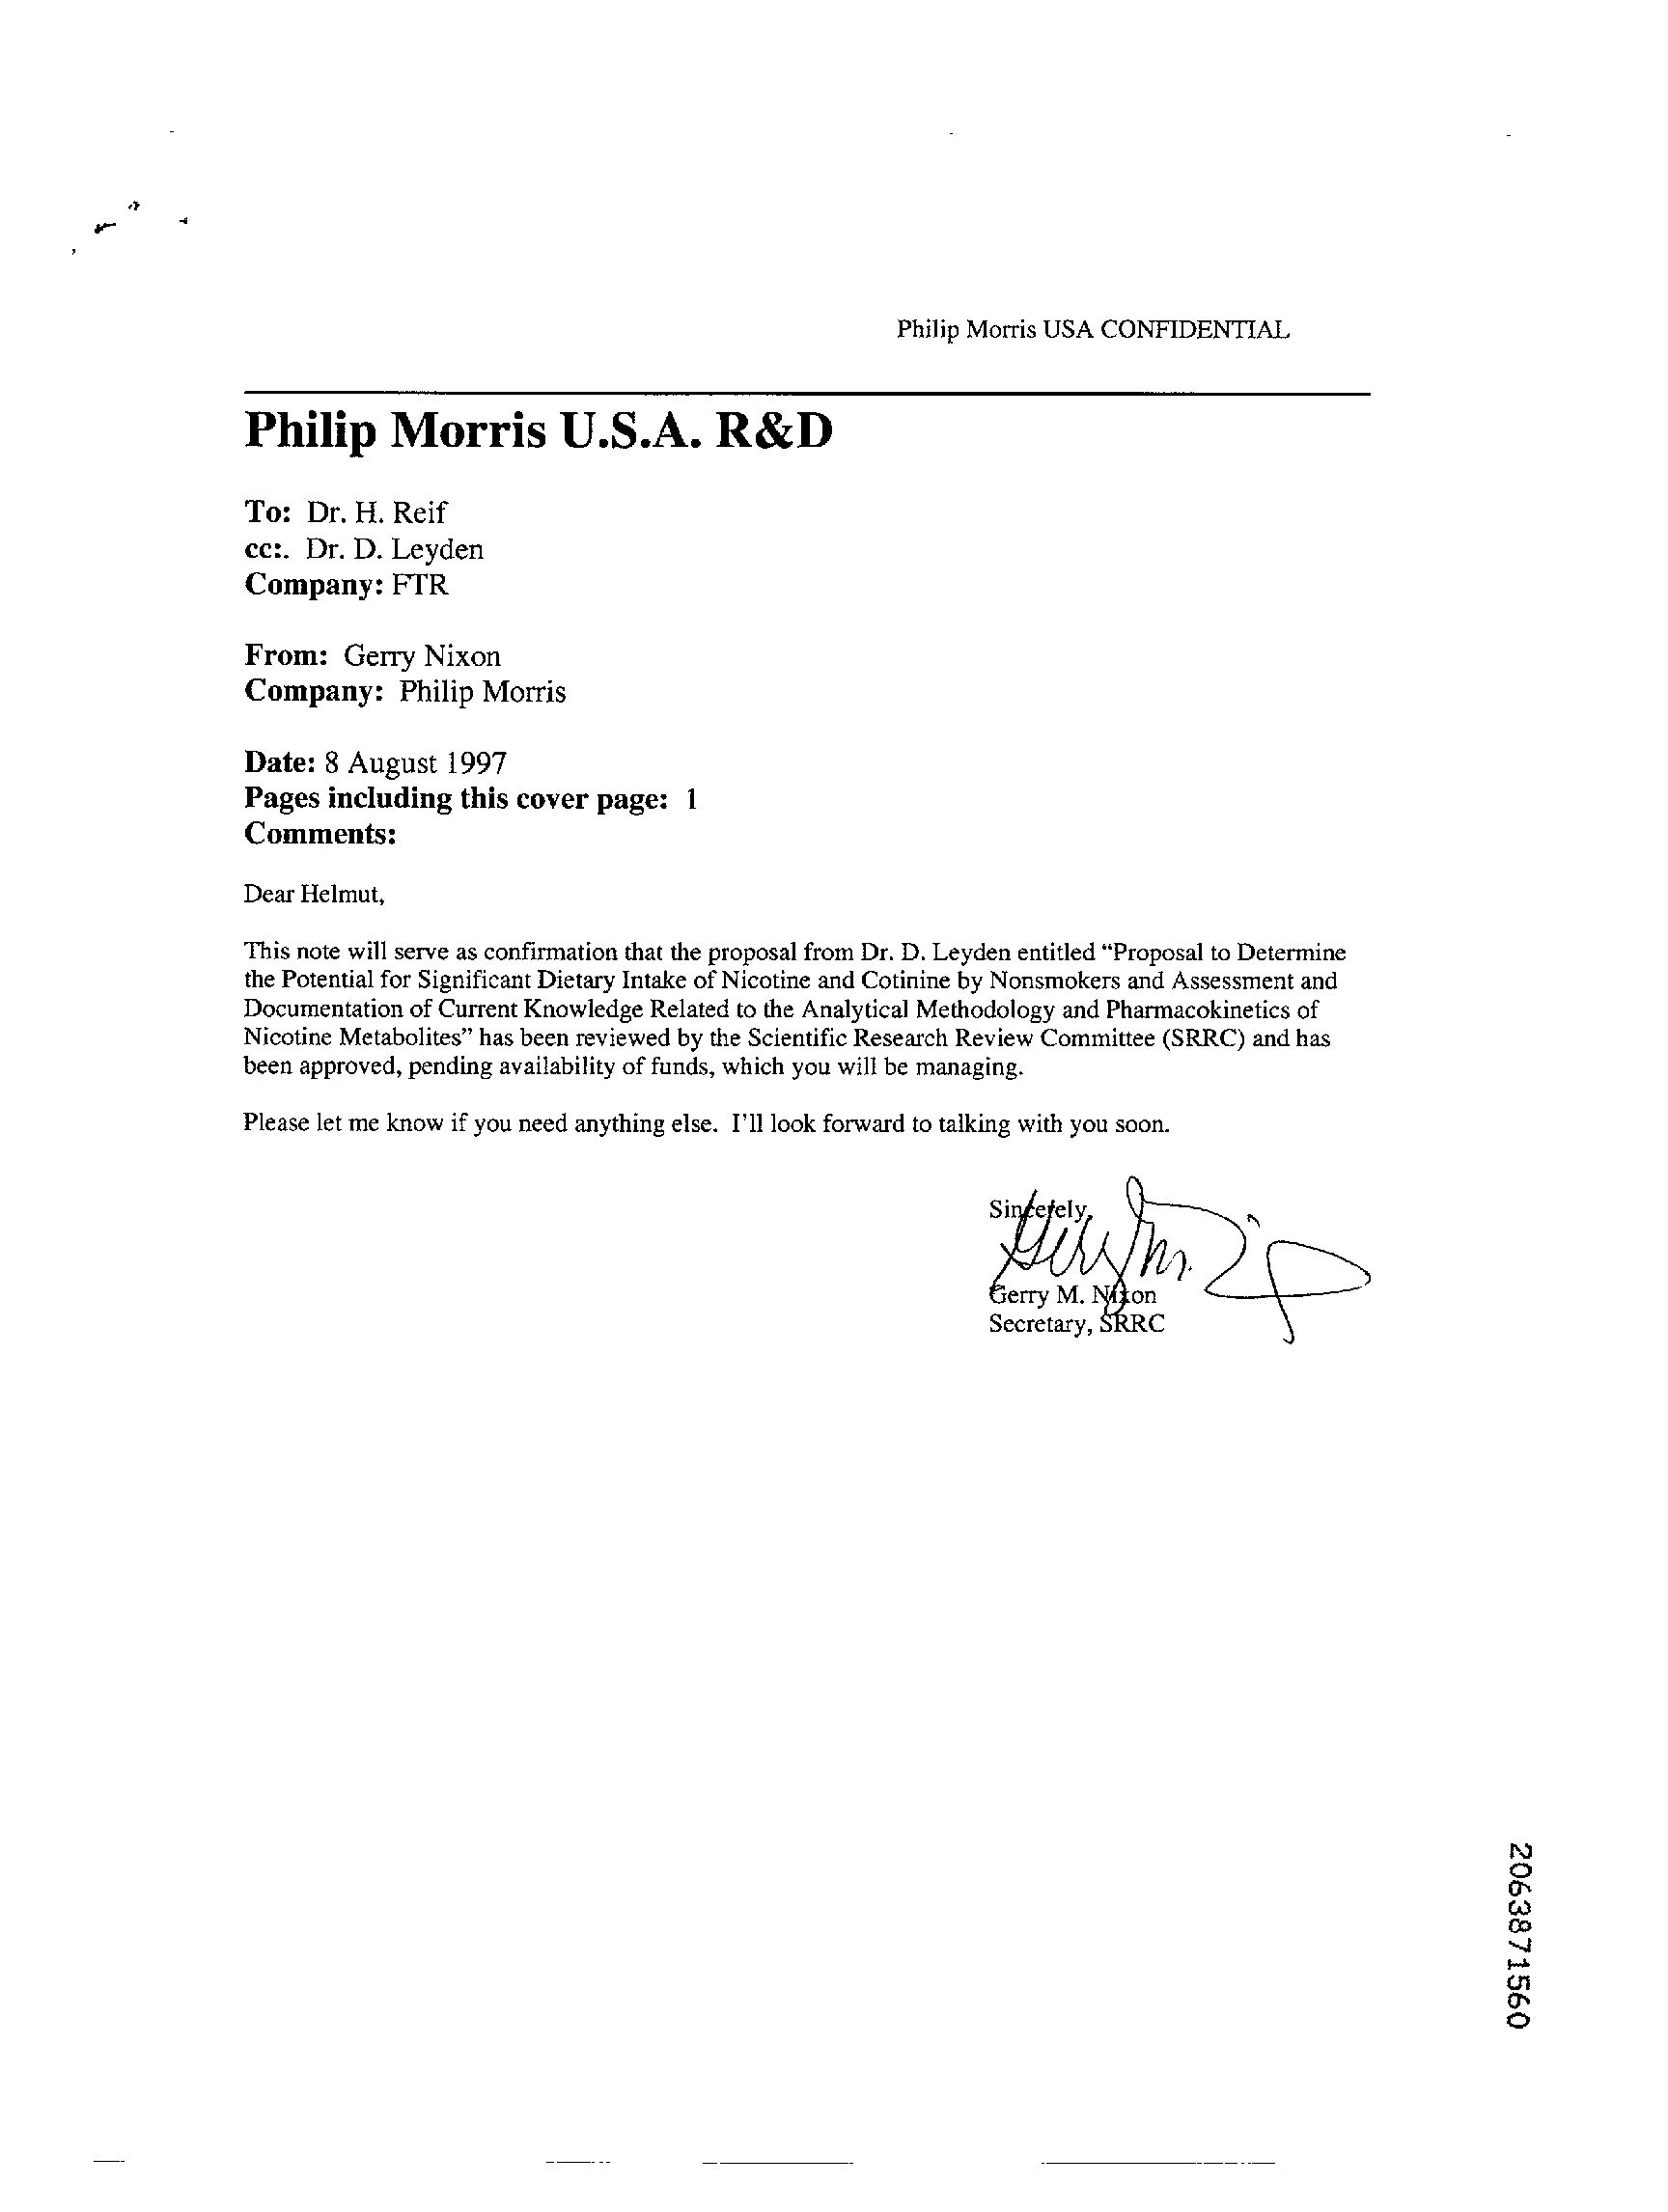 Philip Morris USA CONFIDENTIAL
Philip Morris U.S.A. R&D
To: Dr. H. Reif
cc:. Dr. D. Leyden
Company: FTR
From: Gerry Nixon
Company: Philip Morris
Date: 8 August 1997
Pages including this cover page: 1
Comments:
Dear Helmut,
This note will serve as confirmation that the proposal from Dr. D. Leyden entitled “Proposal to Determine
the Potential for Significant Dietary Intake of Nicotine and Cotinine by Nonsmokers and Assessment and
Documentation of Current Knowledge Related to the Analytical Methodology and Pharmacokinetics of
Nicotine Metabolites” has been reviewed by the Scientific Research Review Committee (SRRC) and has
been approved, pending availability of funds, which you will be managing.
Please let me know if you need anything else. I’ll look forward to talking with you soon.
Sincerely,
Gerry M. Nixon
Secretary, SRRC
2063871560